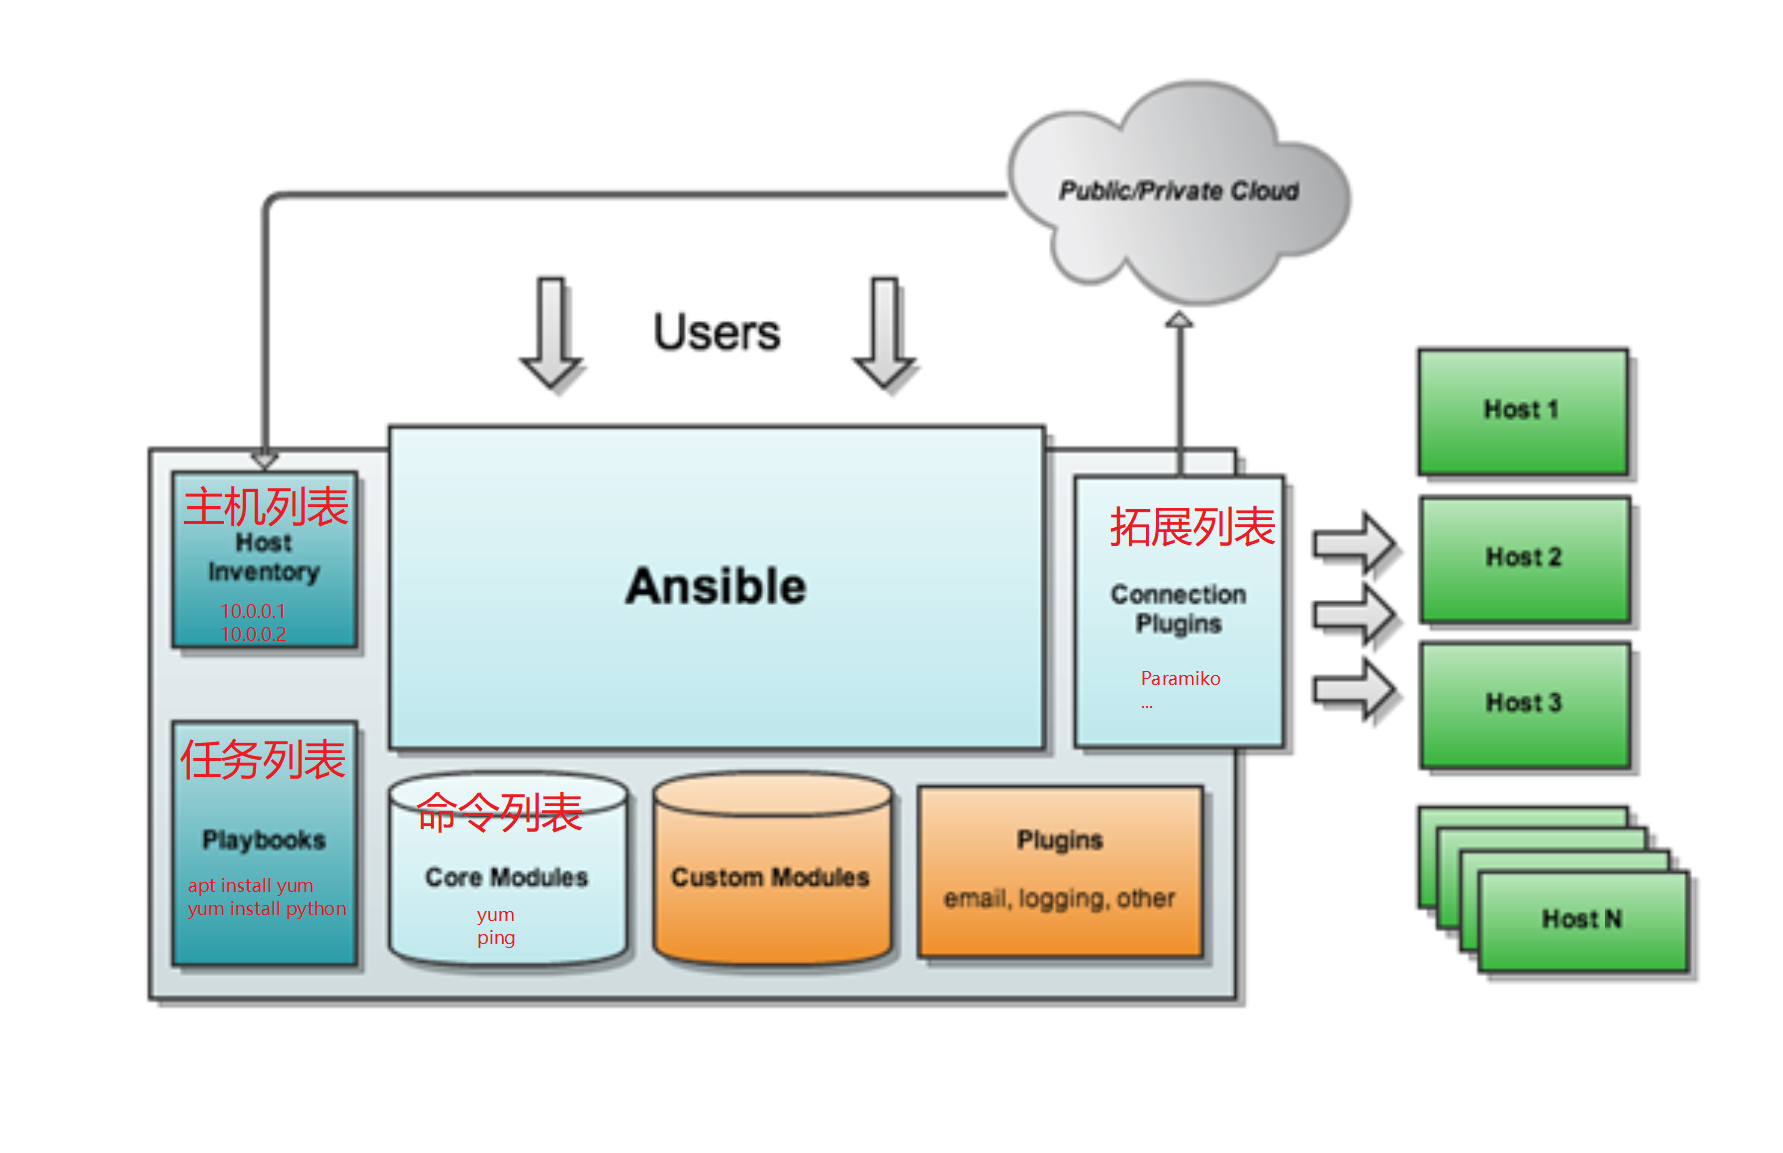 Public/Private Cloud
Users
Host 1
主机列表
Host
Inventory
10.0.0.1
10.0.0.2
Ansible
拓展列表
Connection
Plugins
Paramiko
...
Host 2
Host 3
任务列表
Playbooks
apt install yum
yum install python
命令列表
Core Modules
yum
ping
Custom Modules
Plugins
email, logging, other
Host N